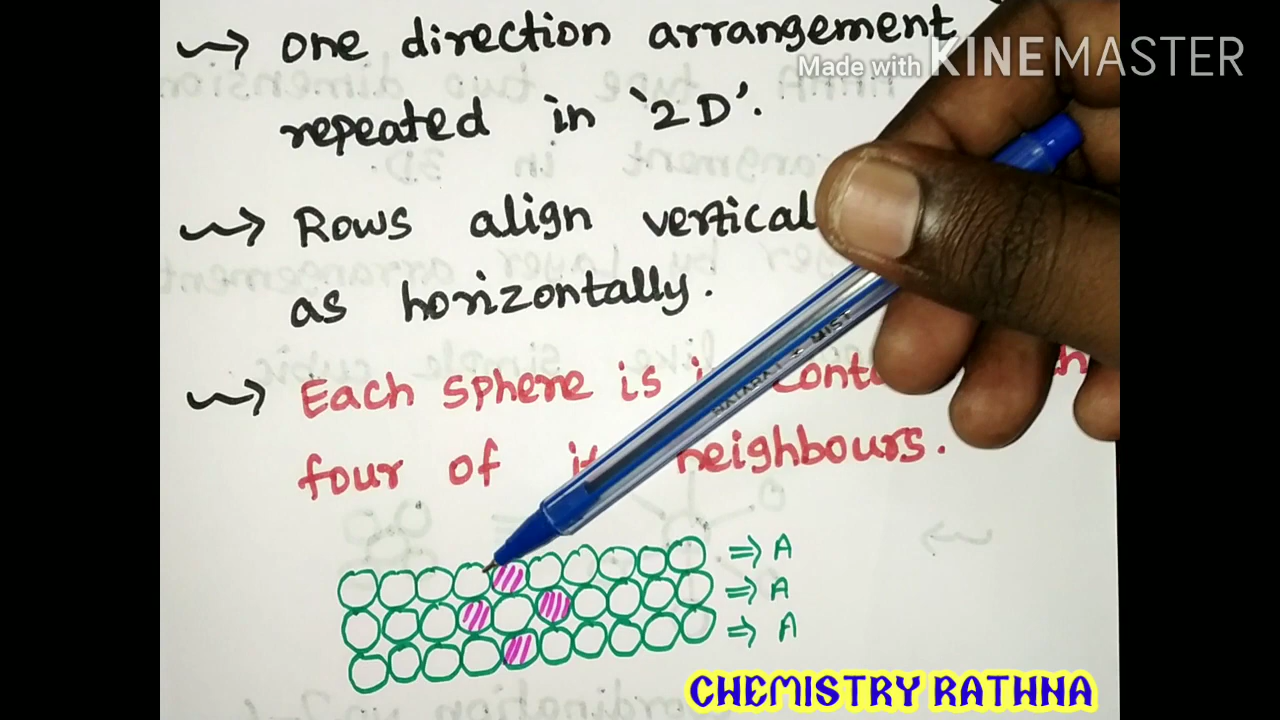 ⇝ one direction arrangement
Made with KINEMASTER
repeated in '2D'.
⇝ Rows align
as horizontally.
⇝ Each sphere is
four of neighbours.
⇒ A
⇒ A
⇒ A
CHEMISTRY RATHNA